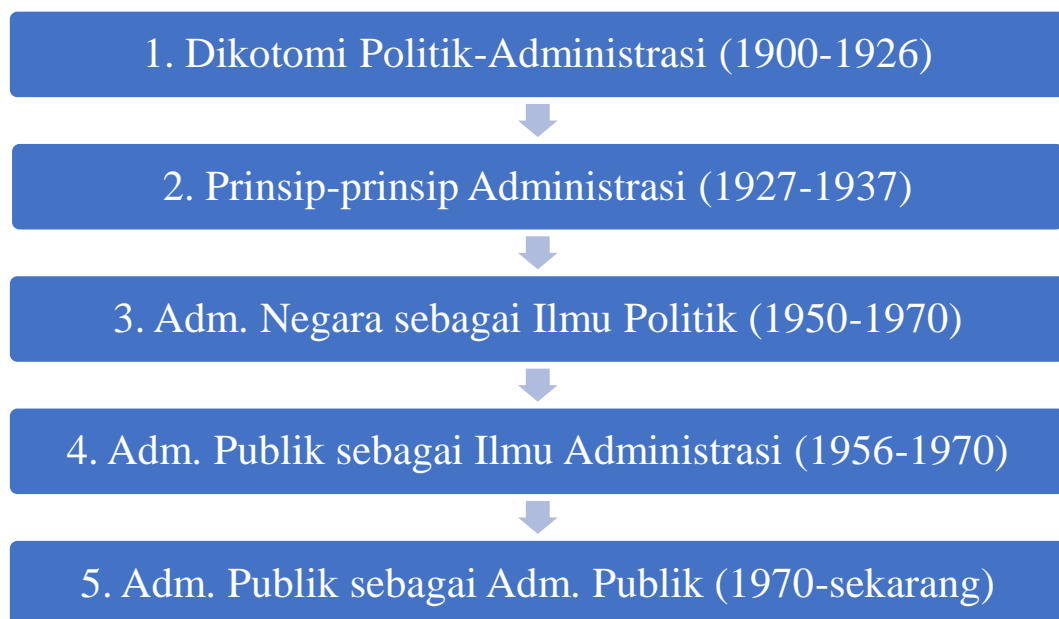 1. Dikotomi Politik-Administrasi (1900-1926)
2. Prinsip-prinsip Administrasi (1927-1937)
3. Adm. Negara sebagai Ilmu Politik (1950-1970)
4. Adm. Publik sebagai Ilmu Administrasi (1956-1970)
5. Adm. Publik sebagai Adm. Publik (1970-sekarang)